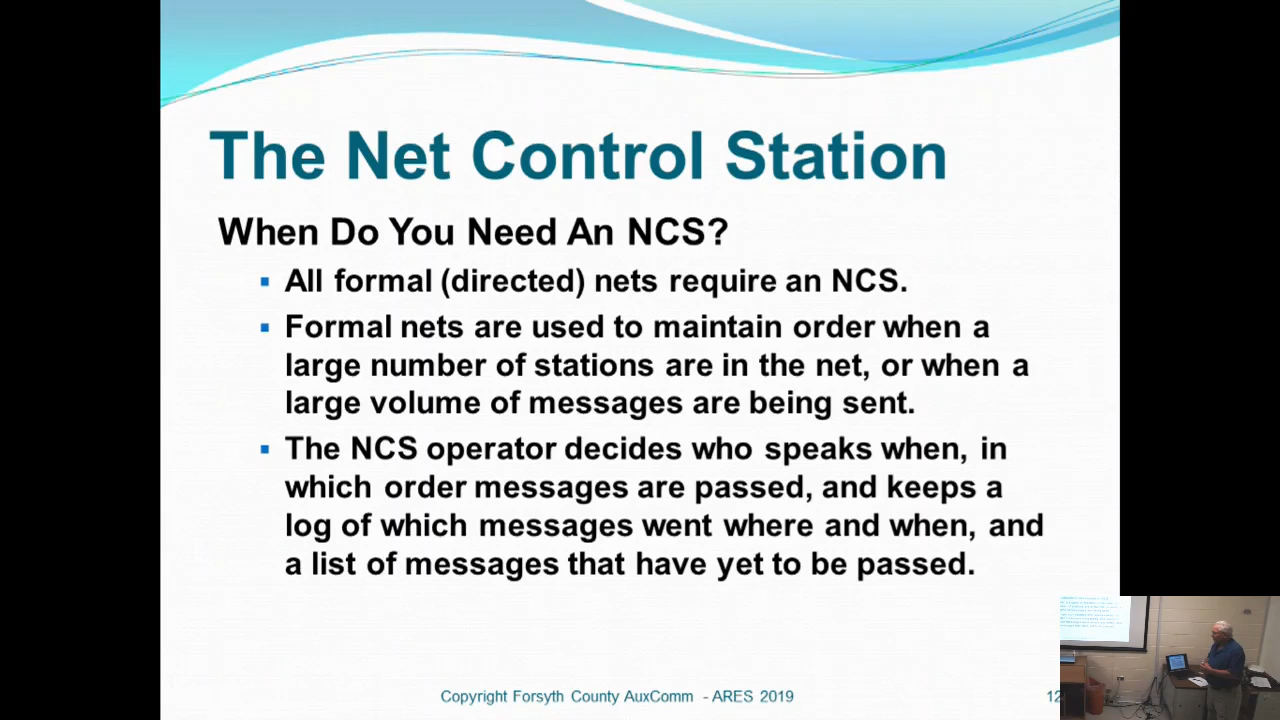 The Net Control Station
When Do You Need An NCS?
▪ All formal (directed) nets require an NCS.
▪ Formal nets are used to maintain order when a
large number of stations are in the net, or when a
large volume of messages are being sent.
▪ The NCS operator decides who speaks when, in
which order messages are passed, and keeps a
log of which messages went where and when, and
a list of messages that have yet to be passed.
Copyright Forsyth County AuxComm - ARES 2019
12